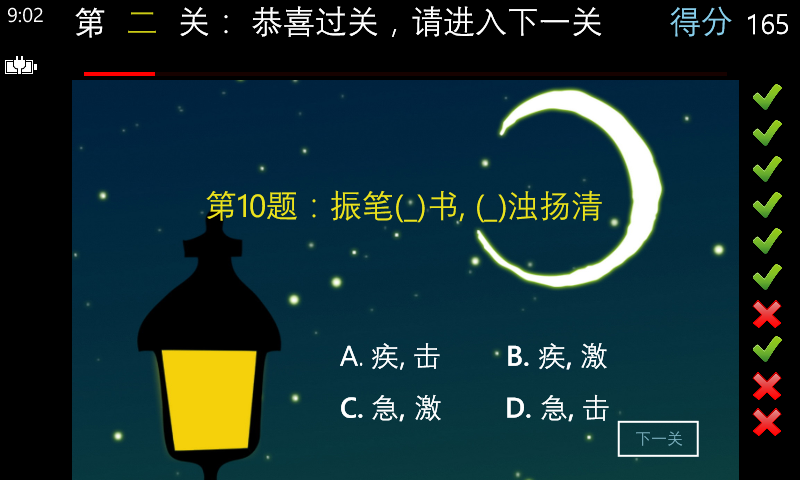 9:02
第 二 关：恭喜过关，请进入下一关 得分 165
第10题：振笔(_)书, (_)浊扬清
A. 疾, 击 B. 疾, 激
C. 急, 激 D. 急, 击
下一关